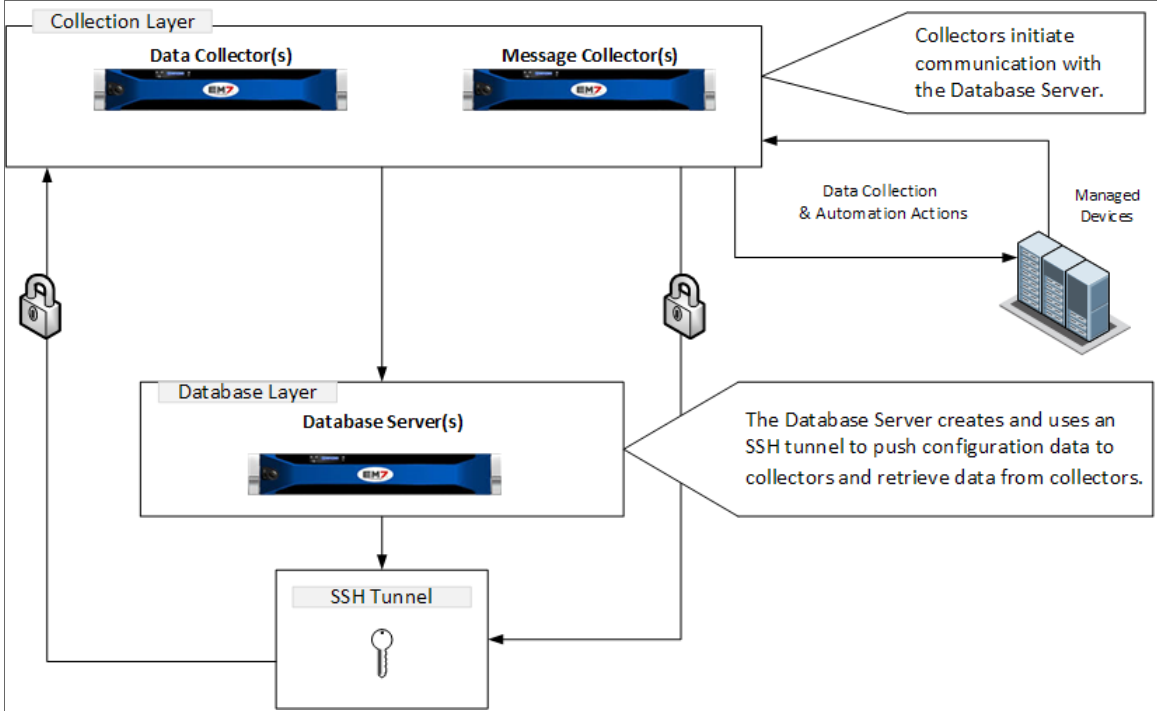 Collection Layer
Data Collector(s)
Message Collector(s)
EM7
EM7
Collectors initiate
communication with
the Database Server.
Data Collection
& Automation Actions
Managed
Devices
Database Layer
Database Server(s)
EM7
The Database Server creates and uses an
SSH tunnel to push configuration data to
collectors and retrieve data from collectors.
SSH Tunnel